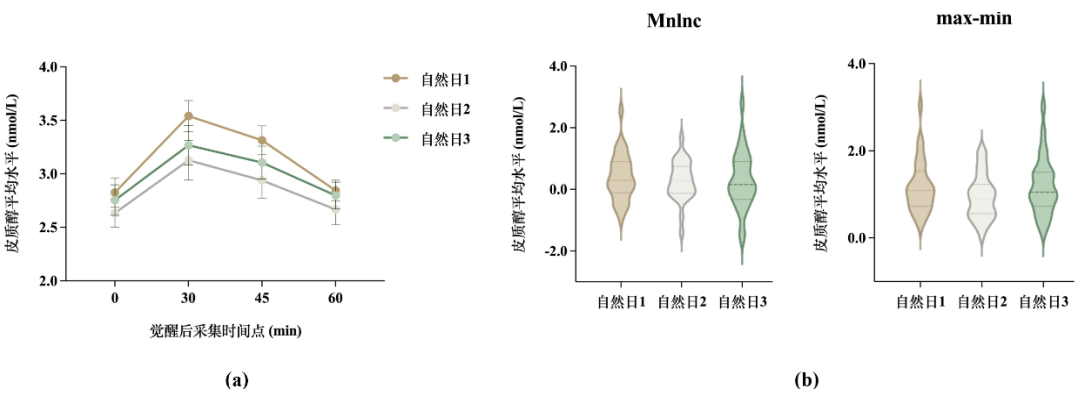 4.0
3.5
3.0
2.5
2.0
皮质醇平均水平 (nmol/L)
0
30
45
60
觉醒后采集时间点 (min)
自然日1
自然日2
自然日3
(a)
MnInc
4.0
2.0
0.0
-2.0
皮质醇平均水平 (nmol/L)
自然日1 自然日2 自然日3
max-min
4.0
2.0
0.0
皮质醇平均水平 (nmol/L)
自然日1 自然日2 自然日3
(b)